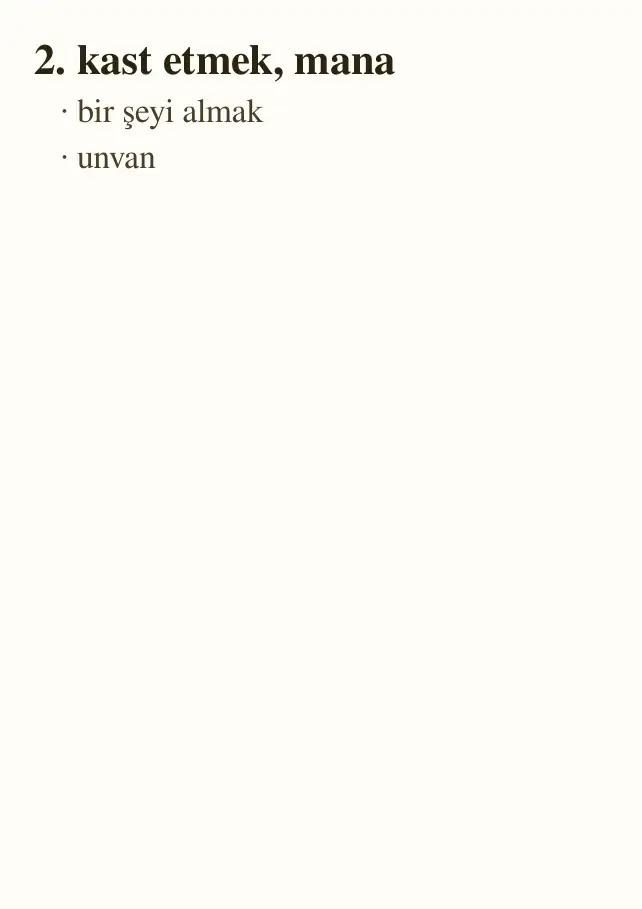 2. kast etmek, mana
· bir şeyi almak
· unvan